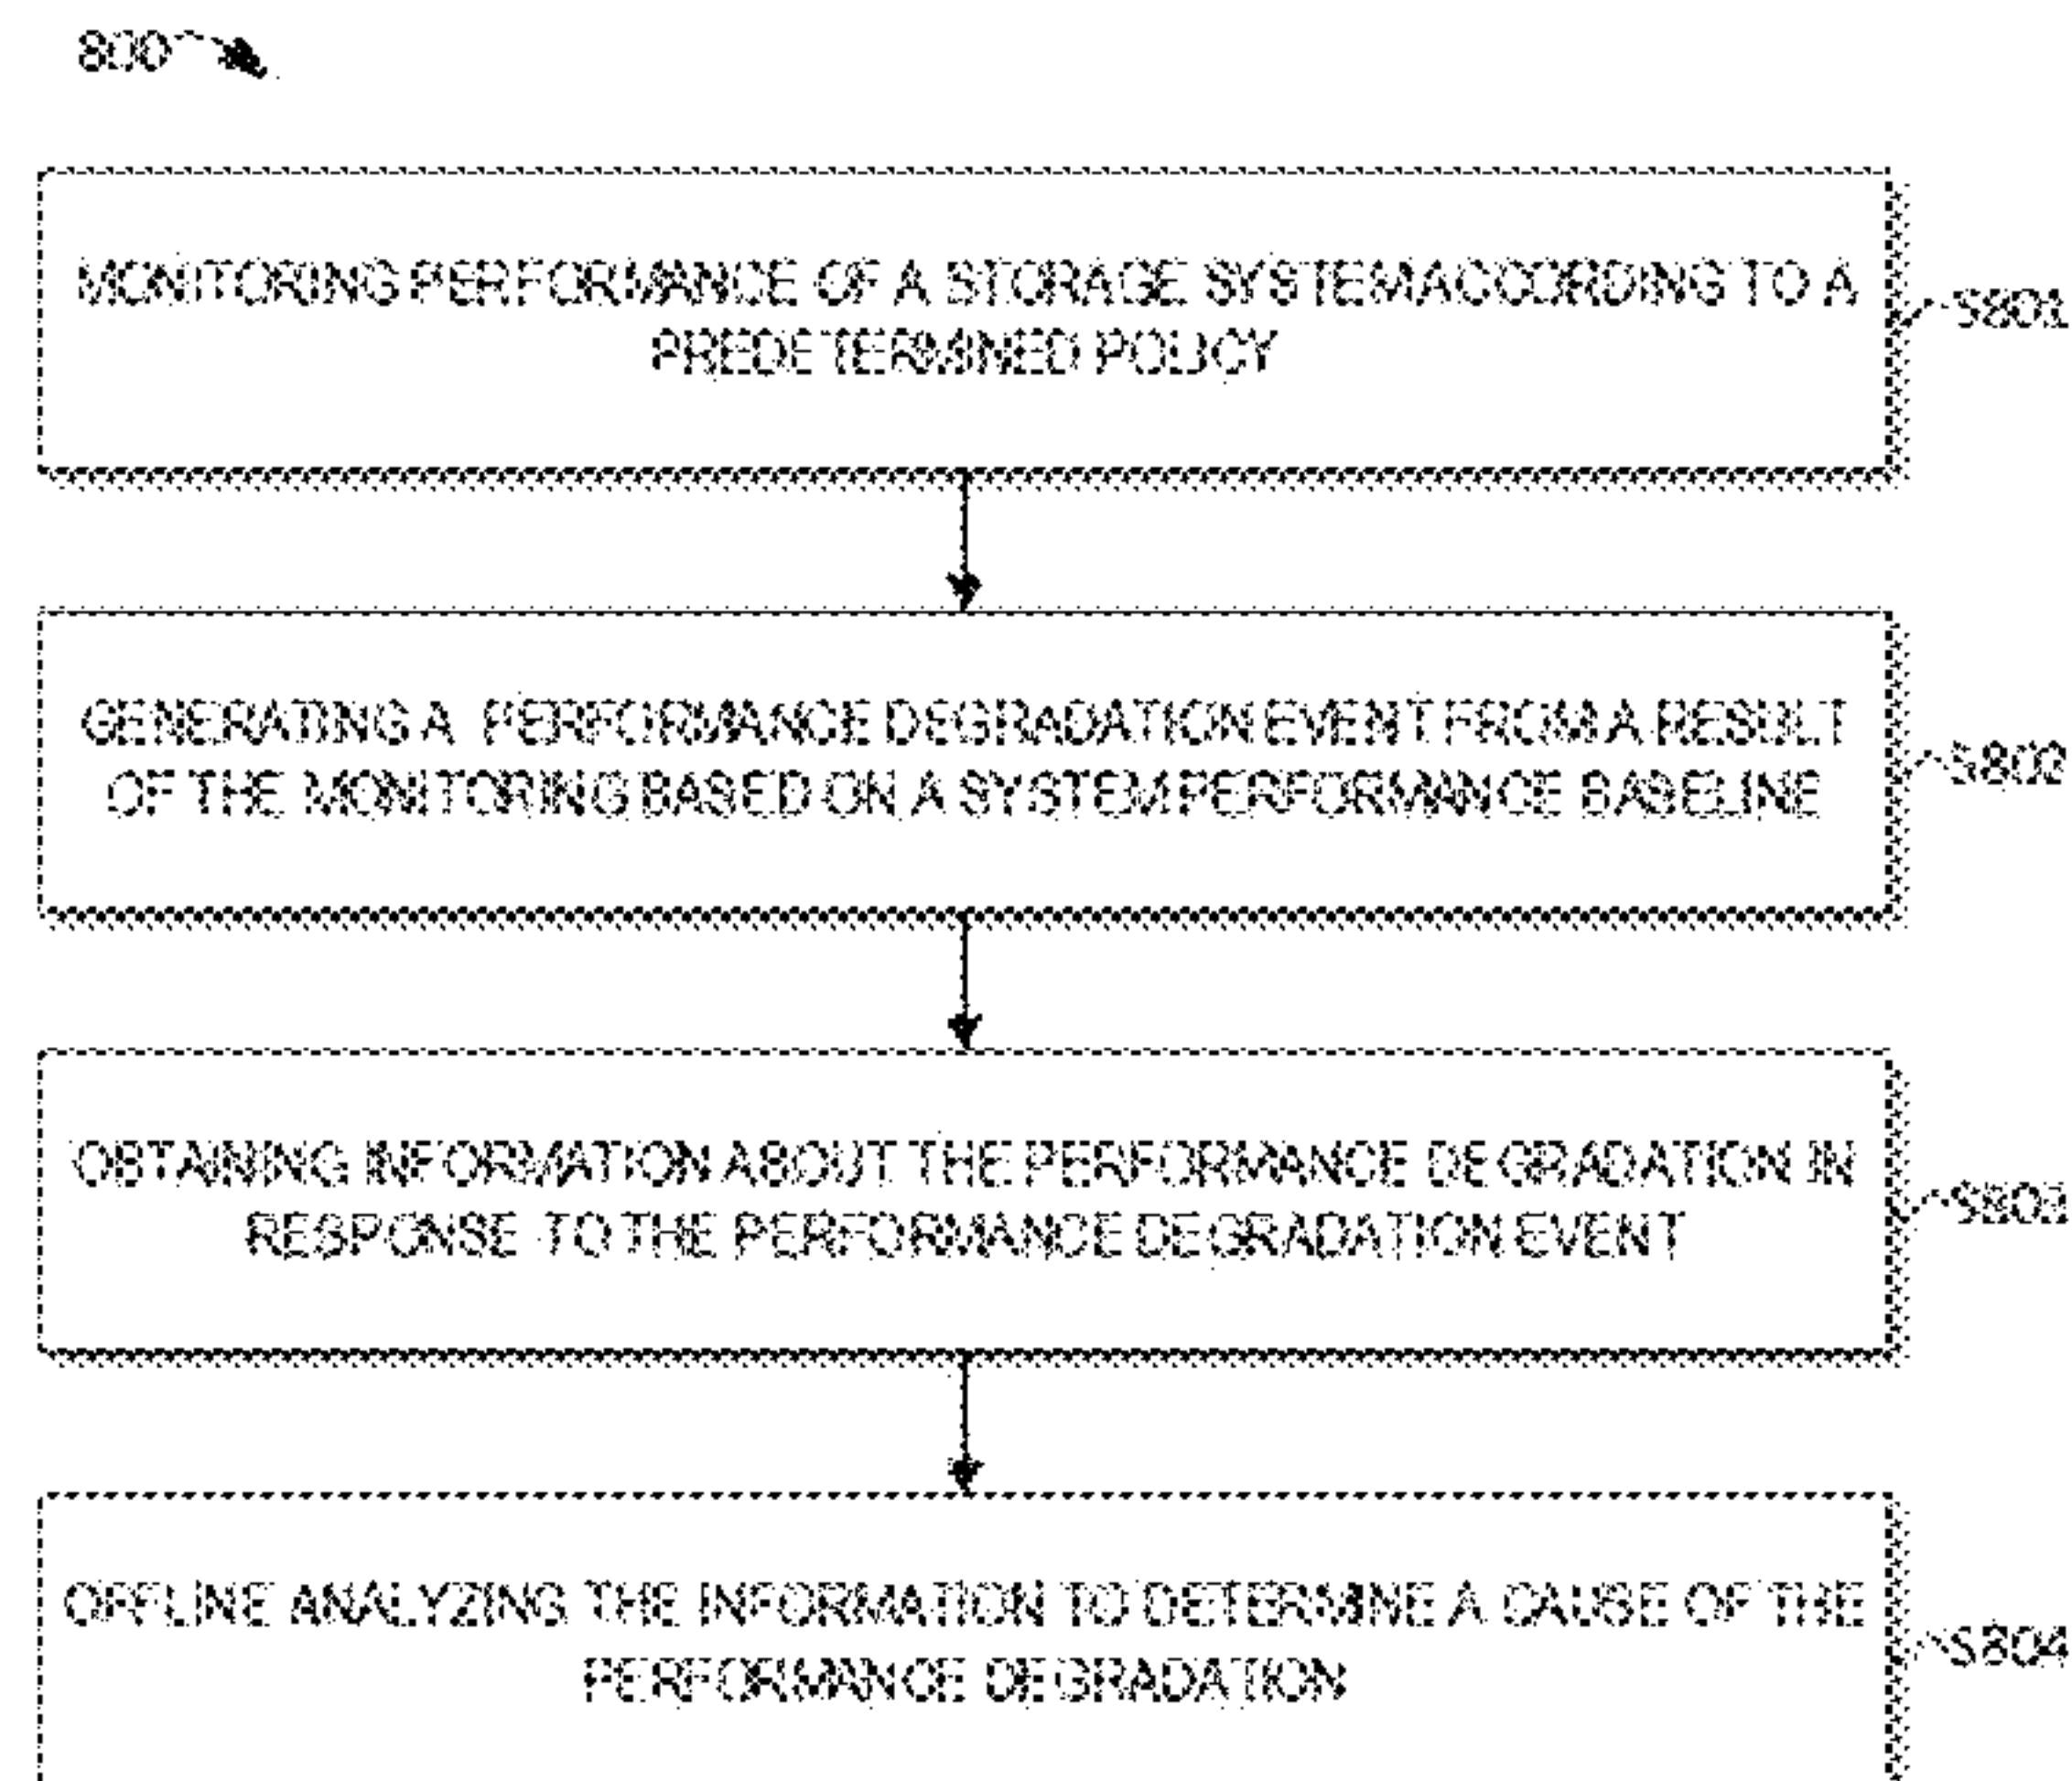 800
MONITORING PERFORMANCE OF A STORAGE SYSTEM ACCORDING TO A
PREDETERMINED POLICY
S801
GENERATING A PERFORMANCE DEGRADATION EVENT FROM A RESULT
OF THE MONITORING BASED ON A SYSTEM PERFORMANCE BASELINE
S802
OBTAINING INFORMATION ABOUT THE PERFORMANCE DEGRADATION IN
RESPONSE TO THE PERFORMANCE DEGRADATION EVENT
S803
OFFLINE ANALYZING THE INFORMATION TO DETERMINE A CAUSE OF THE
PERFORMANCE DEGRADATION
S804